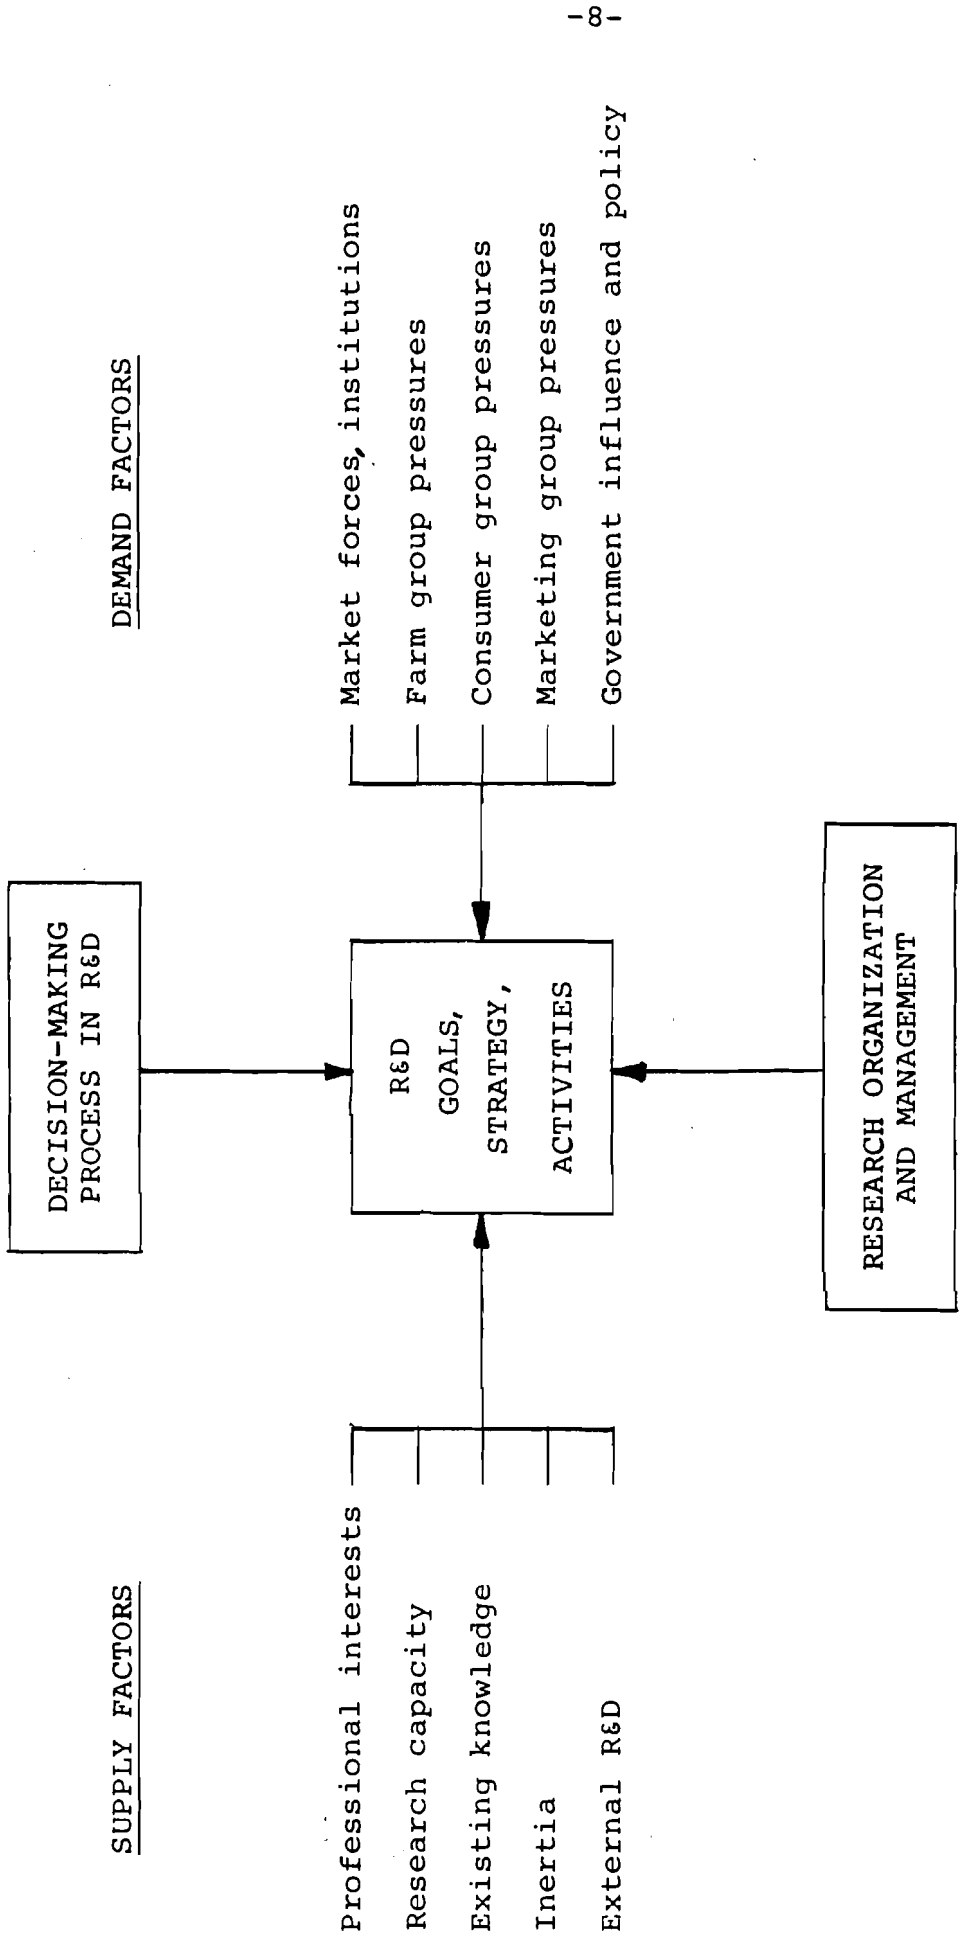 -8-
DECISION-MAKING
PROCESS IN R&D
SUPPLY FACTORS
Professional interests
Research capacity
Existing knowledge
Inertia
External R&D
R&D
GOALS,
STRATEGY,
ACTIVITIES
DEMAND FACTORS
Market forces, institutions
Farm group pressures
Consumer group pressures
Marketing group pressures
Government influence and policy
RESEARCH ORGANIZATION
AND MANAGEMENT